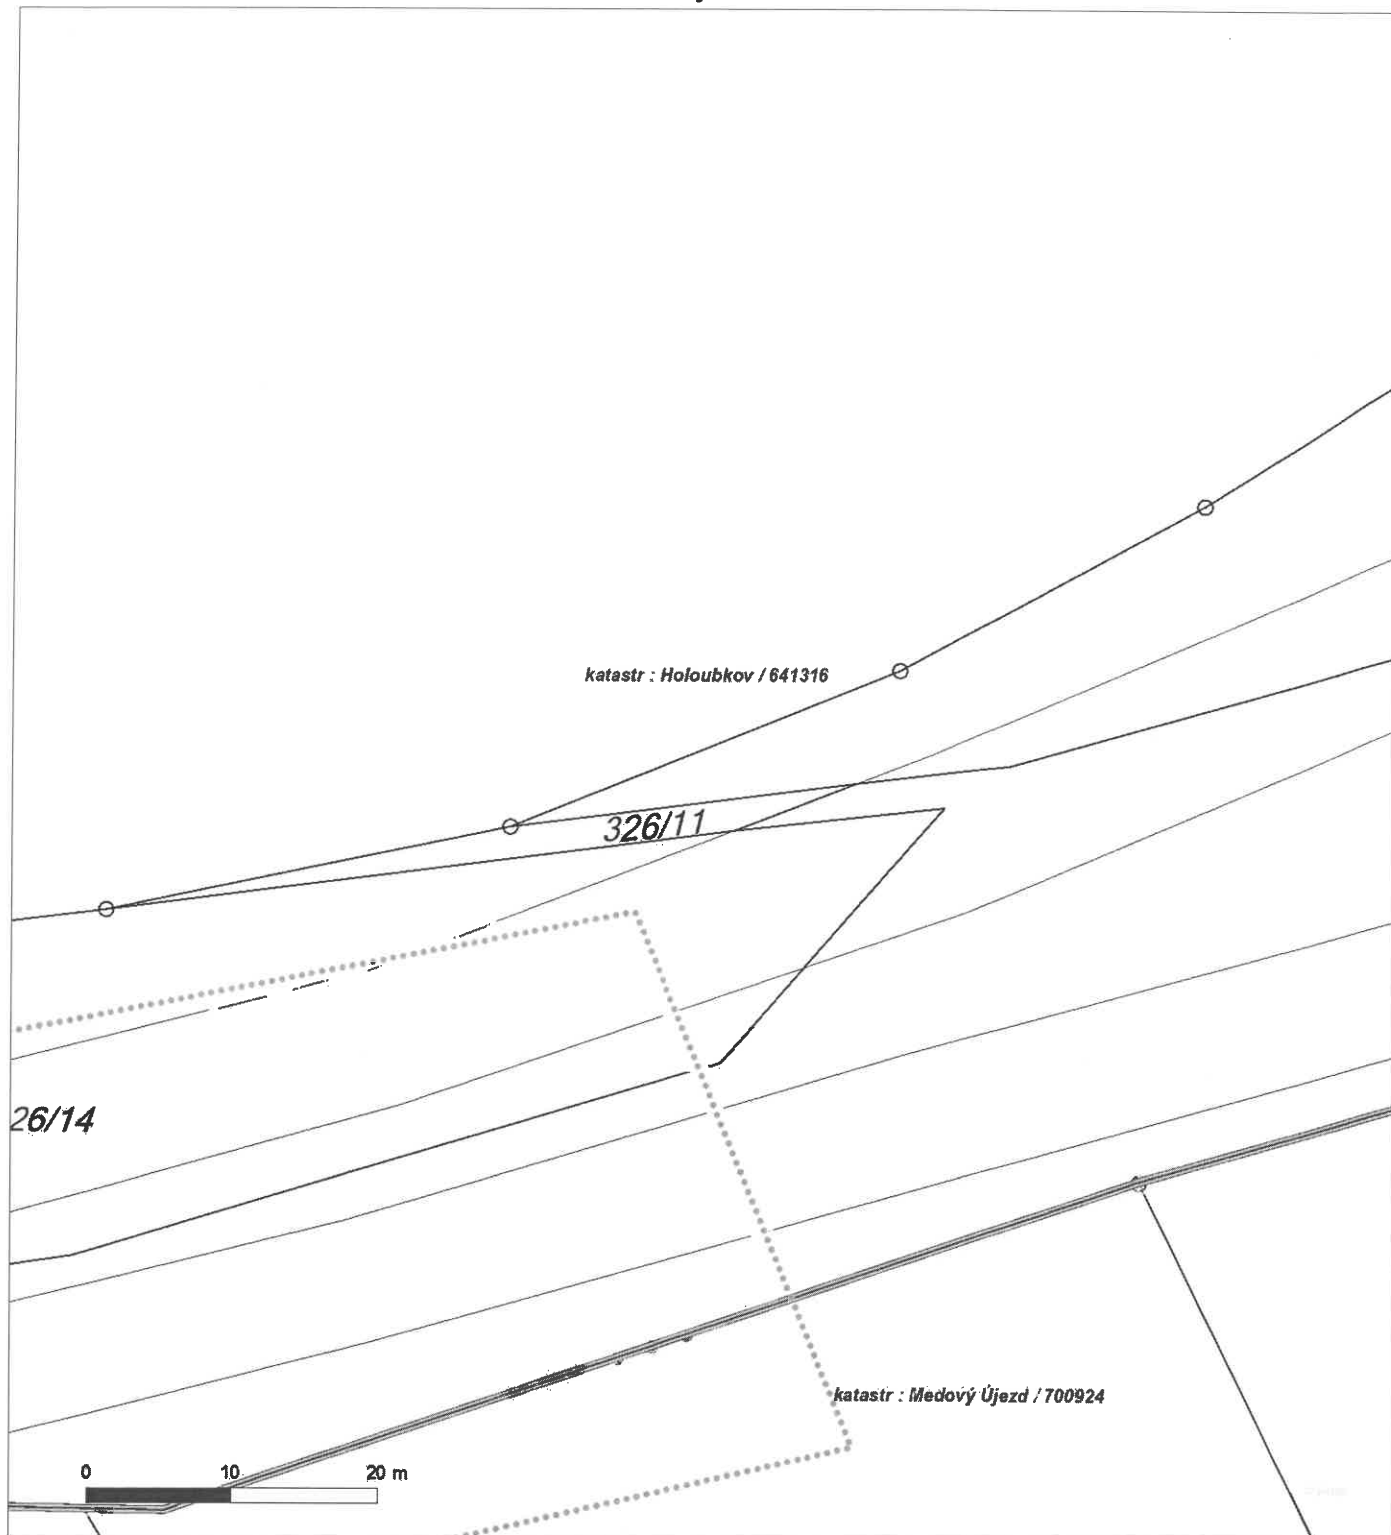 katastr : Holoubkov / 641316
326/11
26/14
katastr : Medový Újezd / 700924
0 10 20 m